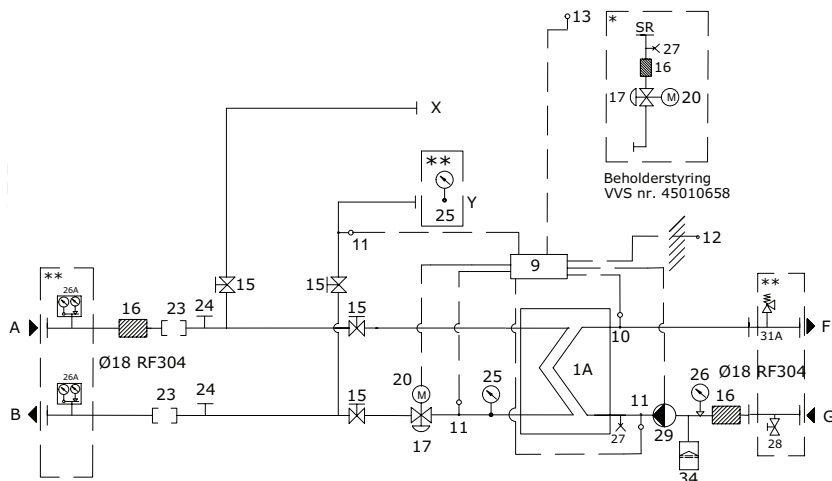 13
*
SR
27
16
17
M
20
Beholderstyring
VVS nr. 45010658
X
**
25
Y
11
12
9
15
15
**
26A
16
23
24
15
A
10
**
31A
F
Ø18 RF304
1A
26
Ø18 RF304
16
26A
23
24
15
20
M
25
11
B
17
11
27
29
28
G
34